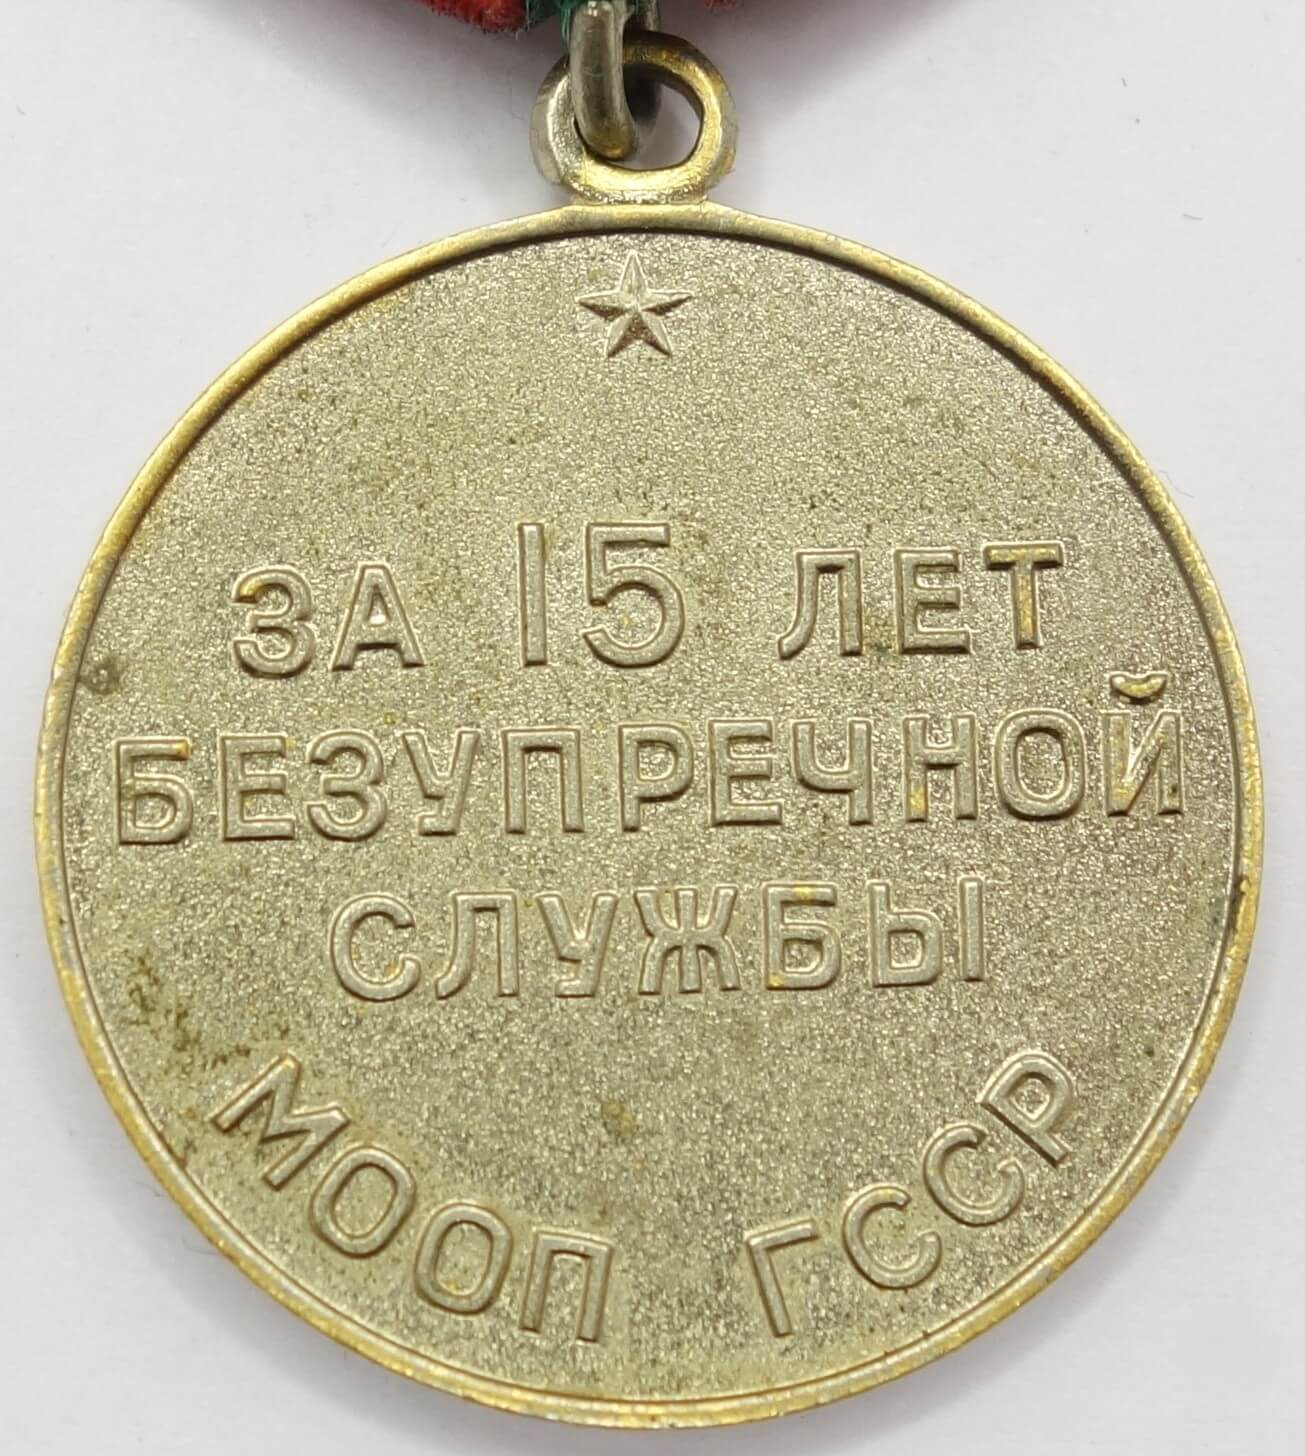 ЗА 15 ЛЕТ
БЕЗУПРЕЧНОЙ
СЛУЖБЫ
МООП ГССР